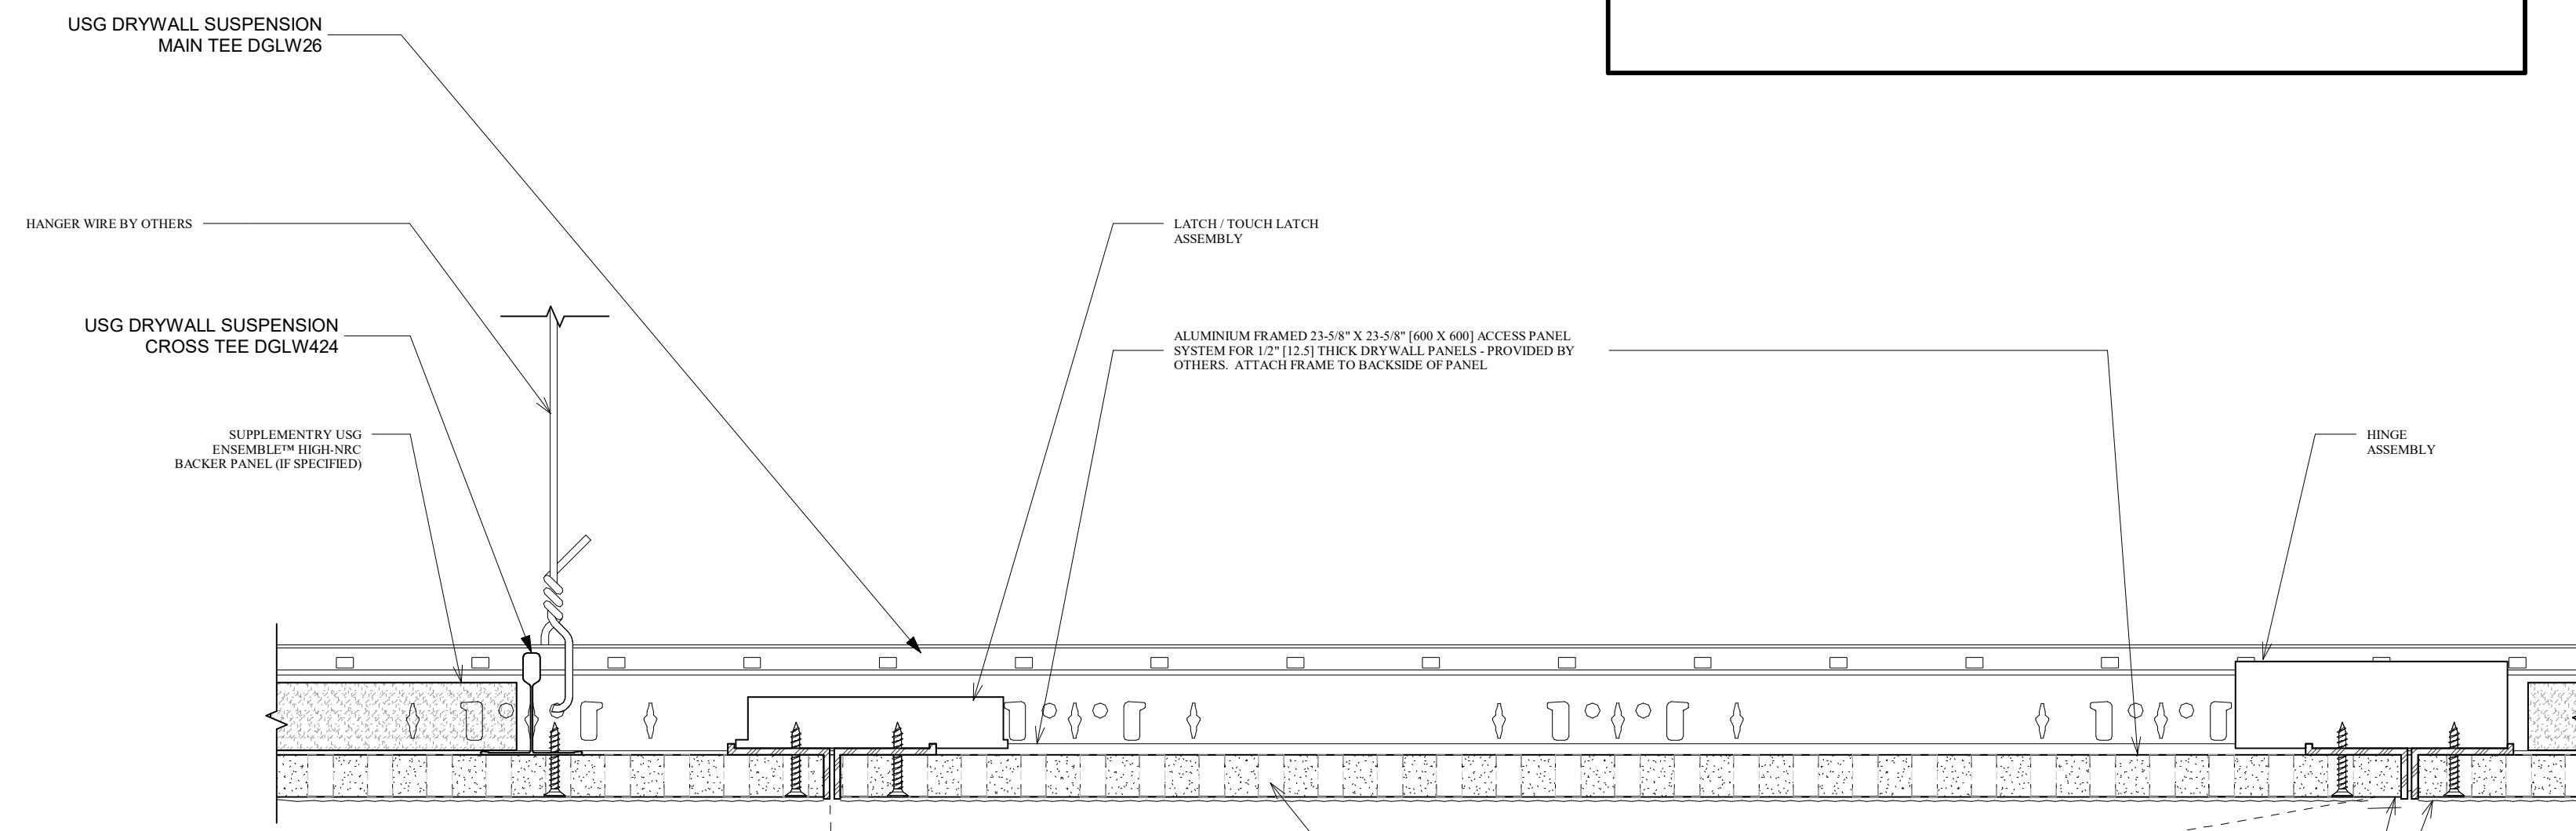 USG DRYWALL SUSPENSION
MAIN TEE DGLW26
HANGER WIRE BY OTHERS
LATCH / TOUCH LATCH
ASSEMBLY
USG DRYWALL SUSPENSION
CROSS TEE DGLW424
ALUMINIUM FRAMED 23-5/8" X 23-5/8" [600 X 600] ACCESS PANEL
SYSTEM FOR 1/2" [12.5] THICK DRYWALL PANELS - PROVIDED BY
OTHERS. ATTACH FRAME TO BACKSIDE OF PANEL
SUPPLEMENTRY USG
ENSEMBLE™ HIGH-NRC
BACKER PANEL (IF SPECIFIED)
HINGE
ASSEMBLY